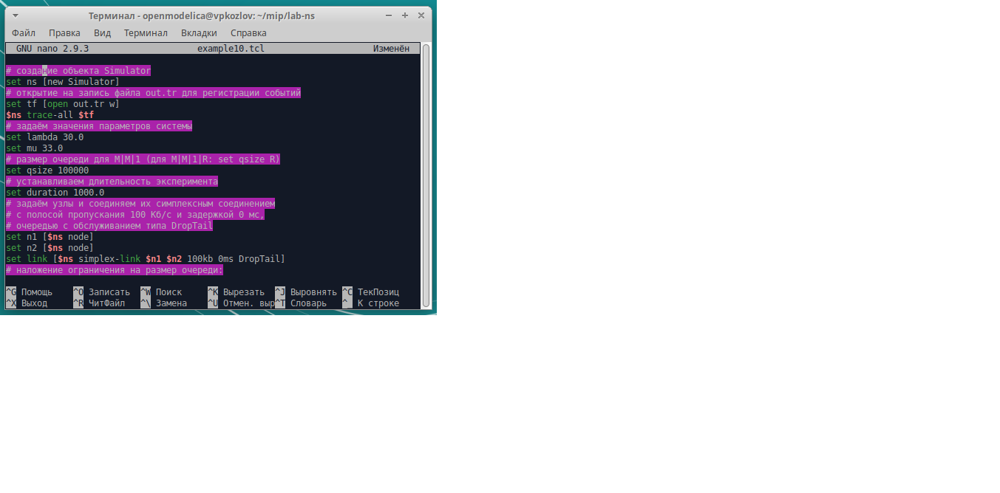 Терминал - openmodelica@vpkozlov: ~/mip/lab-ns
Файл Правка Вид Терминал Вкладки Справка
GNU nano 2.9.3 example10.tcl Изменён
# создание объекта Simulator
set ns [new Simulator]
# открытие на запись файла out.tr для регистрации событий
set tf [open out.tr w]
$ns trace-all $tf
# задаём значения параметров системы
set lambda 30.0
set mu 33.0
# размер очереди для M|M|1 (для M|M|1|R: set qsize R)
set qsize 100000
# устанавливаем длительность эксперимента
set duration 1000.0
# задаём узлы и соединяем их симплексным соединением
# с полосой пропускания 100 Кб/с и задержкой 0 мс,
# очередью с обслуживанием типа DropTail
set n1 [$ns node]
set n2 [$ns node]
set link [$ns simplex-link $n1 $n2 100kb 0ms DropTail]
# наложение ограничения на размер очереди:
^G Помощь ^O Записать ^W Поиск ^K Вырезать ^J Выровнять ^C ТекПозиц
^X Выход ^R ЧитФайл ^\ Замена ^U Отмен. выр^T Словарь ^_ К строке